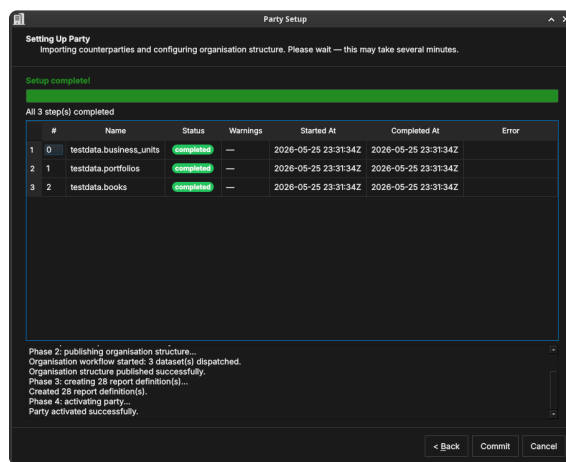 Party Setup
Setting Up Party
Importing counterparties and configuring organisation structure. Please wait — this may take several minutes.
Setup complete!
All 3 step(s) completed
# Name Status Warnings Started At Completed At Error
1 0 testdata.business_units completed — 2026-05-25 23:31:34Z 2026-05-25 23:31:34Z
2 1 testdata.portfolios completed — 2026-05-25 23:31:34Z 2026-05-25 23:31:34Z
3 2 testdata.books completed — 2026-05-25 23:31:34Z 2026-05-25 23:31:34Z
Phase 2: publishing organisation structure...
Organisation workflow started: 3 dataset(s) dispatched.
Organisation structure published successfully.
Phase 3: creating 28 report definition(s)...
Created 28 report definition(s).
Phase 4: activating party...
Party activated successfully.
< Back Commit Cancel